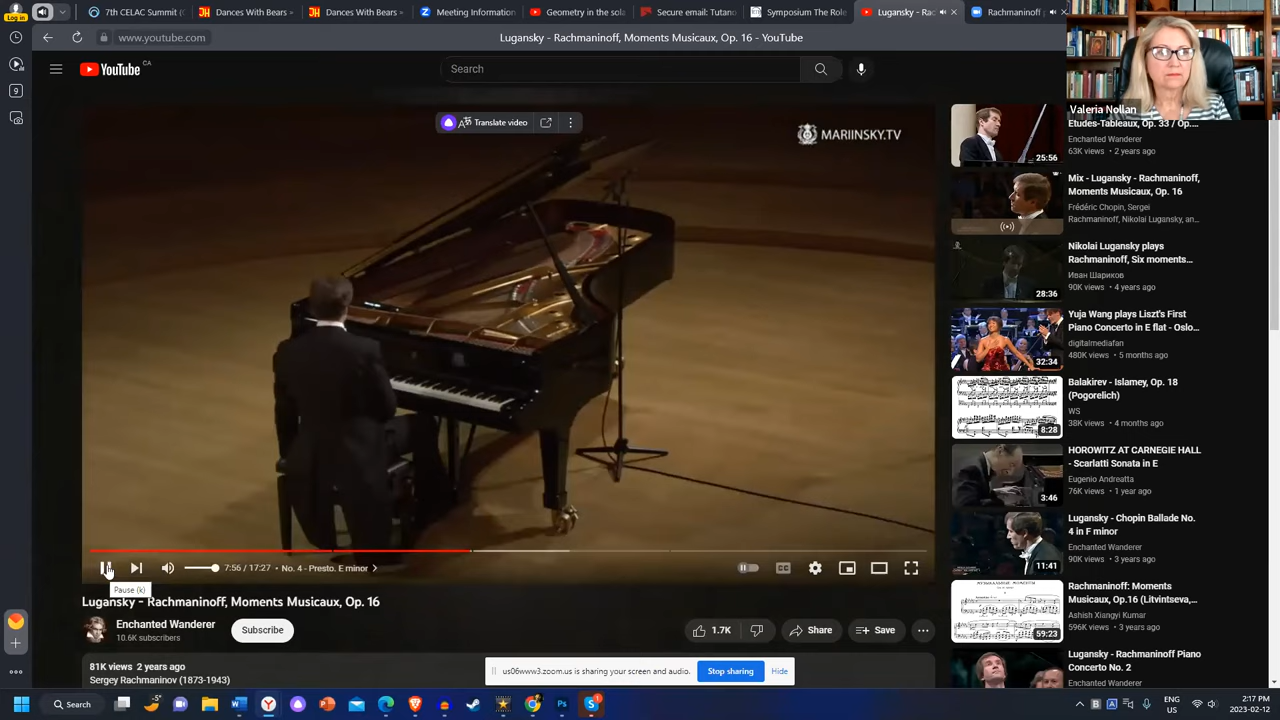 Log in
7th CELAC Summit (
Dances With Bears
Dances With Bears
Meeting Informati
Geometry in the sola
Secure email: Tutan
Symposium The Role
Lugansky - Rac
Rachmaninoff
www.youtube.com
Lugansky - Rachmaninoff, Moments Musicaux, Op. 16 - YouTube
9
YouTube
CA
Search
Translate video
MARIINSKY.TV
Valeria Nollan
Etudes-Tableaux, Op. 33 / Op....
Enchanted Wanderer
63K views • 2 years ago
25:56
Mix - Lugansky - Rachmaninoff,
Moments Musicaux, Op. 16
Frédéric Chopin, Sergei
Rachmaninoff, Nikolai Lugansky, an...
Nikolai Lugansky plays
Rachmaninoff, Six moments...
Иван Шариков
90K views • 4 years ago
28:36
Yuja Wang plays Liszt's First
Piano Concerto in E flat - Oslo...
digitalmediafan
480K views • 5 months ago
32:34
Balakirev - Islamey, Op. 18
(Pogorelich)
WS
38K views • 4 months ago
8:28
HOROWITZ AT CARNEGIE HALL
- Scarlatti Sonata in E
Eugenio Andreatta
76K views • 1 year ago
3:46
Lugansky - Chopin Ballade No.
4 in F minor
Enchanted Wanderer
90K views • 3 years ago
11:41
Rachmaninoff: Moments
Musicaux, Op.16 (Litvintseva,...
Ashish Xiangyi Kumar
596K views • 3 years ago
59:23
Lugansky - Rachmaninoff Piano
Concerto No. 2
Enchanted Wanderer
7:56 / 17:27 • No. 4 - Presto. E minor
Pause (k)
Lugansky - Rachmaninoff, Moments Musicaux, Op. 16
Enchanted Wanderer
10.6K subscribers
Subscribe
Share
Save
81K views 2 years ago
Sergey Rachmaninov (1873-1943)
us06www3.zoom.us is sharing your screen and audio.
Stop sharing
Hide
Search
-5°
1
ENG
US
2:17 PM
2023-02-12